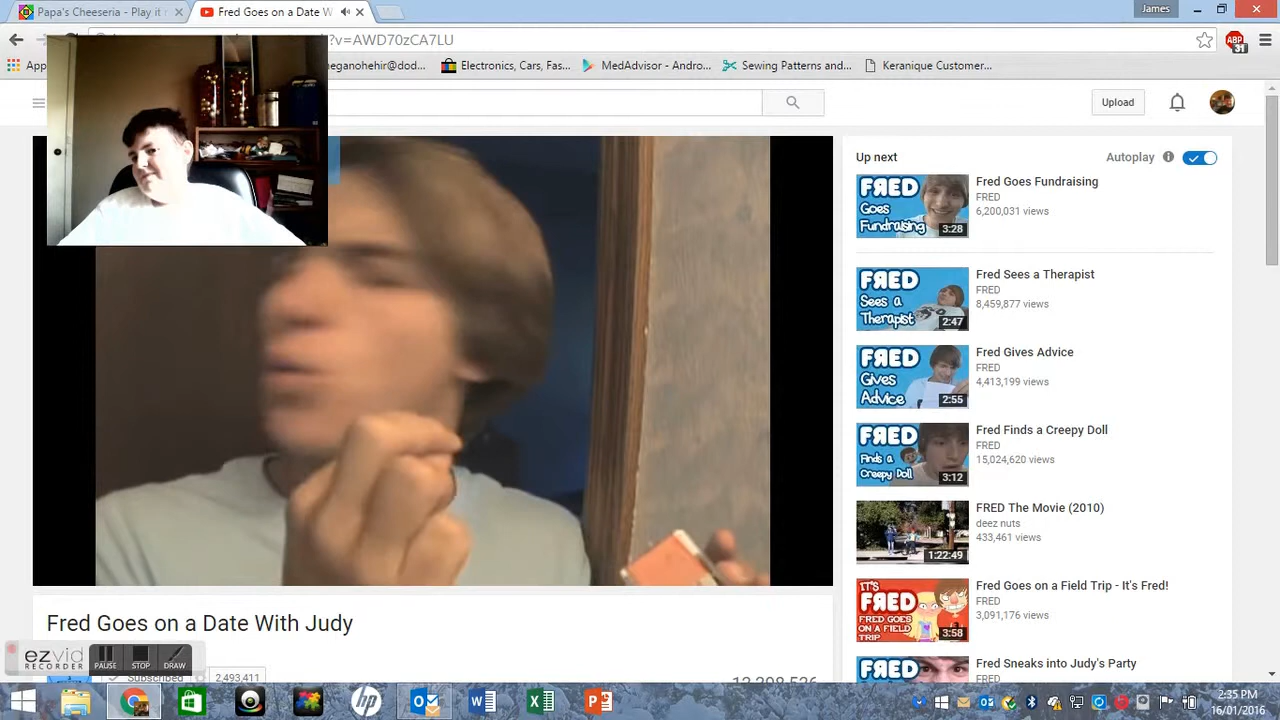 Papa's Cheeseria - Play it
Fred Goes on a Date W
James
?v=AWD70zCA7LU
ABP
31
App
neganohehir@dod...
Electronics, Cars, Fas...
MedAdvisor - Andro...
Sewing Patterns and...
Keranique Customer...
Upload
Up next
Autoplay
FRED
Goes
Fundraising
3:28
Fred Goes Fundraising
FRED
6,200,031 views
FRED
Sees a
Therapist
2:47
Fred Sees a Therapist
FRED
8,459,877 views
FRED
Gives
Advice
2:55
Fred Gives Advice
FRED
4,413,199 views
FRED
Finds a
Creepy Doll
3:12
Fred Finds a Creepy Doll
FRED
15,024,620 views
1:22:49
FRED The Movie (2010)
deez nuts
433,461 views
IT'S
FRED
FRED GOES
ON A FIELD
TRIP
3:58
Fred Goes on a Field Trip - It's Fred!
FRED
3,091,176 views
FRED
Fred Sneaks into Judy's Party
FRED
Fred Goes on a Date With Judy
ezvid
RECORDER
PAUSE
STOP
DRAW
Subscribed
2,493,411
hp
2:35 PM
16/01/2016